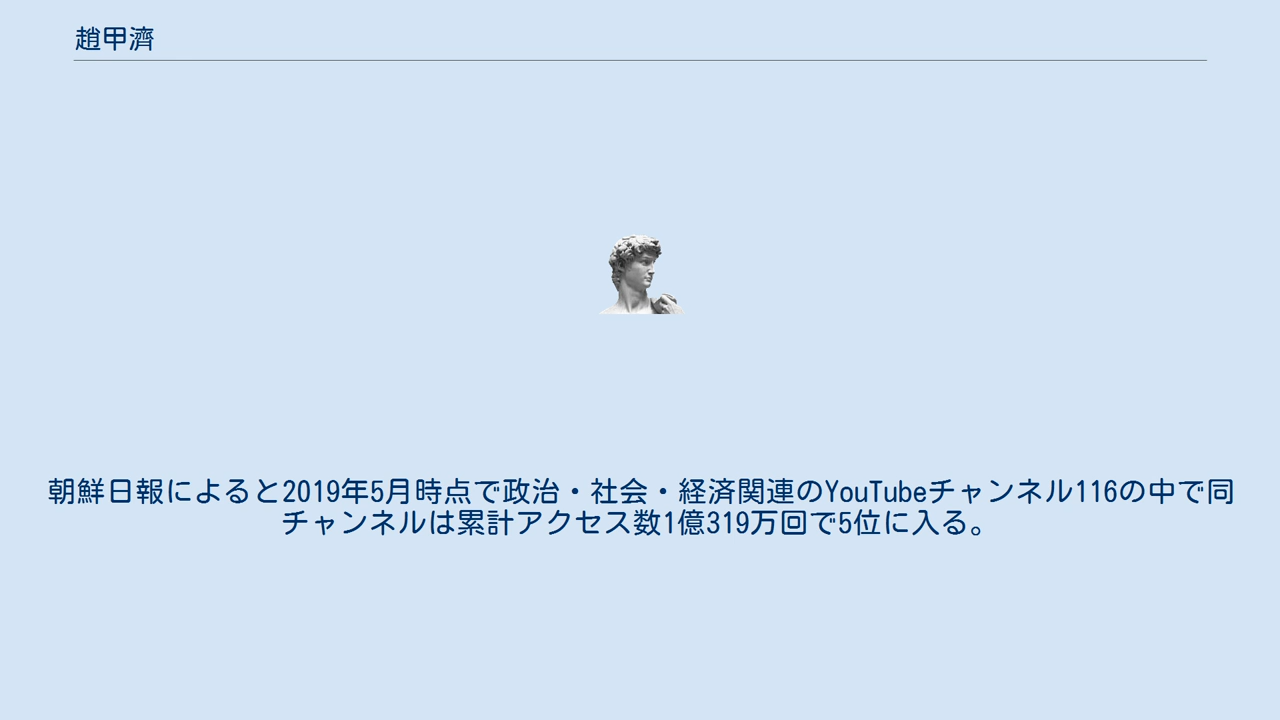 趙甲濟
朝鮮日報によると2019年5月時点で政治・社会・経済関連のYouTubeチャンネル116の中で同
チャンネルは累計アクセス数1億319万回で5位に入る。